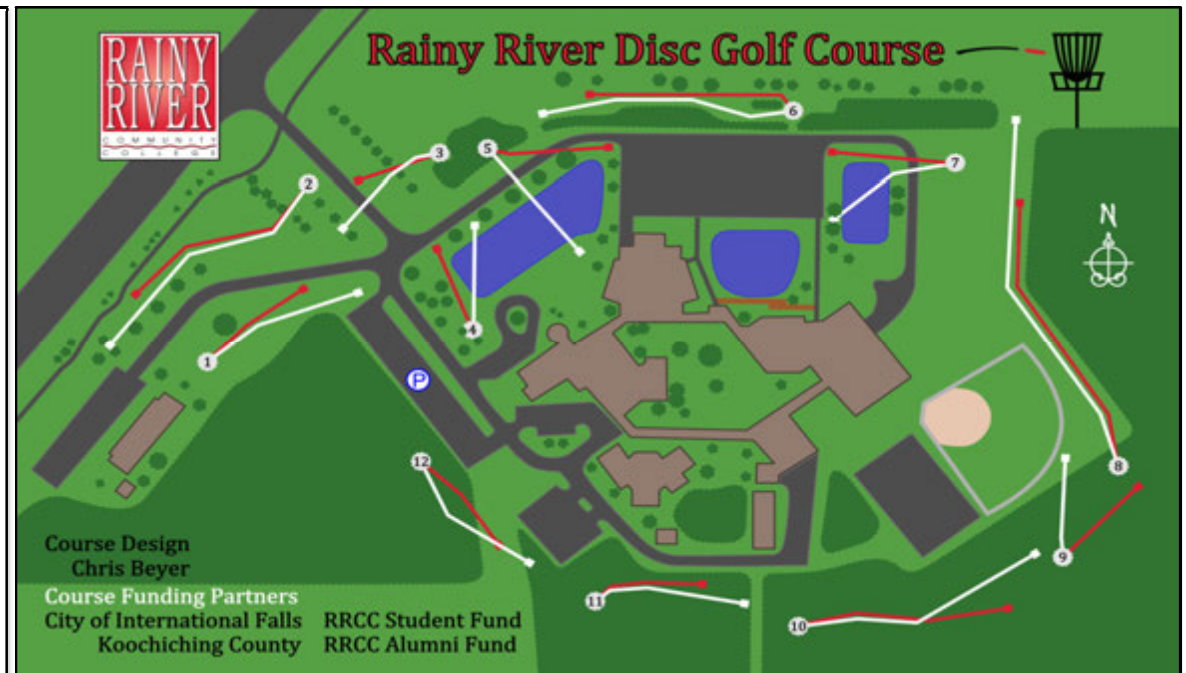 RAINY
RIVER
COMMUNITY
COLLEGE
Rainy River Disc Golf Course
6
3
5
7
2
N
4
1
P
12
8
9
11
10
Course Design
Chris Beyer
Course Funding Partners
City of International Falls RRCC Student Fund
Koochiching County RRCC Alumni Fund